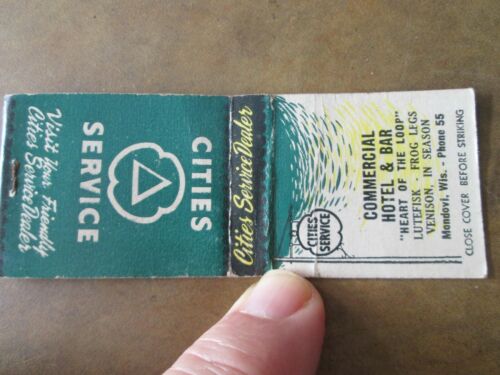 CITIES
SERVICE
Visit Your Friendly
Cities Service Dealer
Cities Service Dealer
CITIES
SERVICE
COMMERCIAL
HOTEL & BAR
"HEART OF THE LOOP"
LUTEFISK - FROG LEGS
VENISON, IN SEASON
Mondovi, Wis. - Phone 55
CLOSE COVER BEFORE STRIKING